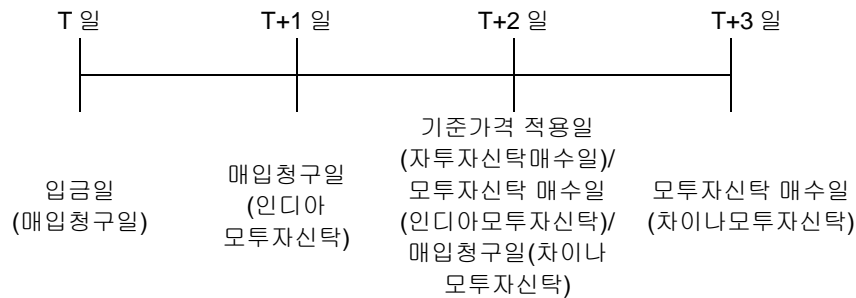 T 일
T+1 일
T+2 일
T+3 일
입금일
(매입청구일)
매입청구일
(인디아
모투자신탁)
기준가격 적용일
(자투자신탁매수일)/
모투자신탁 매수일
(인디아모투자신탁)/
매입청구일(차이나
모투자신탁)
모투자신탁 매수일
(차이나모투자신탁)